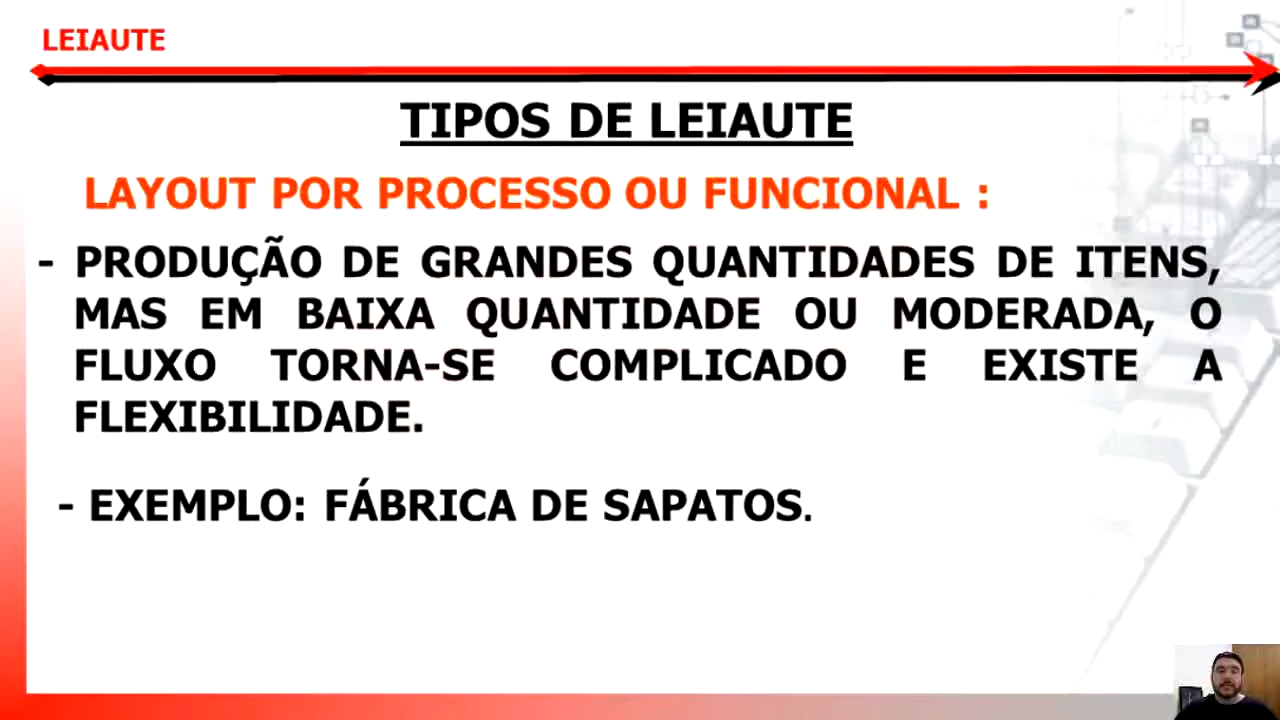 LEIAUTE
TIPOS DE LEIAUTE
LAYOUT POR PROCESSO OU FUNCIONAL :
- PRODUÇÃO DE GRANDES QUANTIDADES DE ITENS,
MAS EM BAIXA QUANTIDADE OU MODERADA, O
FLUXO TORNA-SE COMPLICADO E EXISTE A
FLEXIBILIDADE.
- EXEMPLO: FÁBRICA DE SAPATOS.